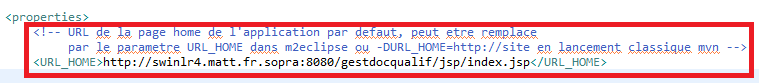 <properties>
<!-- URL de la page home de l'application par defaut, peut etre remplace
par le parametre URL_HOME dans m2eclipse ou -DURL_HOME=http://site en lancement classique mvn -->
<URL_HOME>http://swinlr4.matt.fr.sopra:8080/gestdocqualif/jsp/index.jsp</URL_HOME>